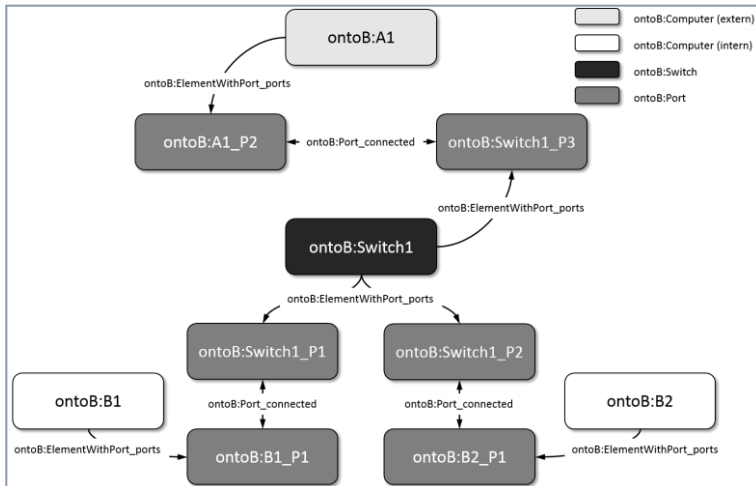 ontoB:A1
ontoB:Computer (extern)
ontoB:Computer (intern)
ontoB:Switch
ontoB:Port
ontoB:ElementWithPort_ports
ontoB:A1_P2
ontoB:Port_connected
ontoB:Switch1_P3
ontoB:ElementWithPort_ports
ontoB:Switch1
ontoB:ElementWithPort_ports
ontoB:Switch1_P1
ontoB:Switch1_P2
ontoB:B1
ontoB:Port_connected
ontoB:Port_connected
ontoB:B2
ontoB:ElementWithPort_ports
ontoB:B1_P1
ontoB:B2_P1
ontoB:ElementWithPort_ports